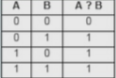 A B A ? B
0 0 0
0 1 1
1 0 1
1 1 1